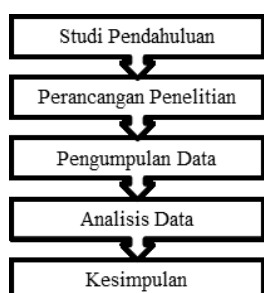 Studi Pendahuluan
Perancangan Penelitian
Pengumpulan Data
Analisis Data
Kesimpulan